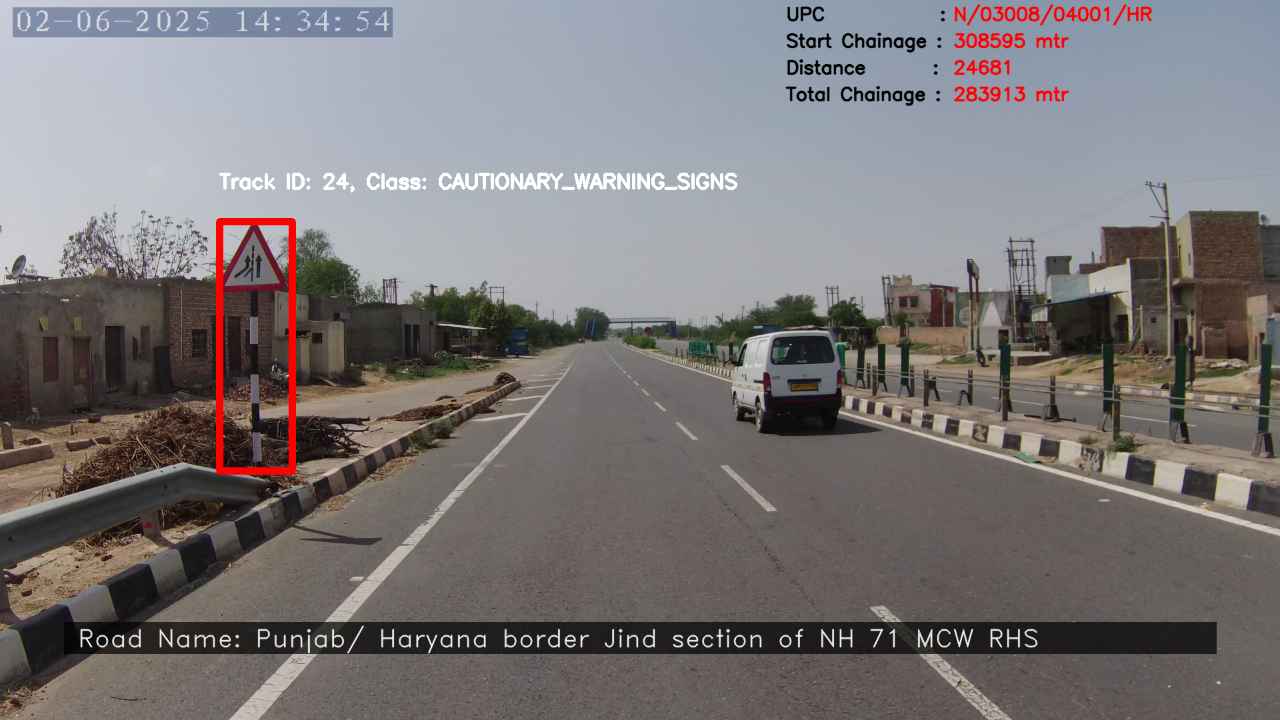 02-06-2025 14:34:54
UPC : N/03008/04001/HR
Start Chainage : 308595 mtr
Distance : 24681
Total Chainage : 283913 mtr
Track ID: 24, Class: CAUTIONARY_WARNING_SIGNS
Road Name: Punjab/ Haryana border Jind section of NH 71 MCW RHS